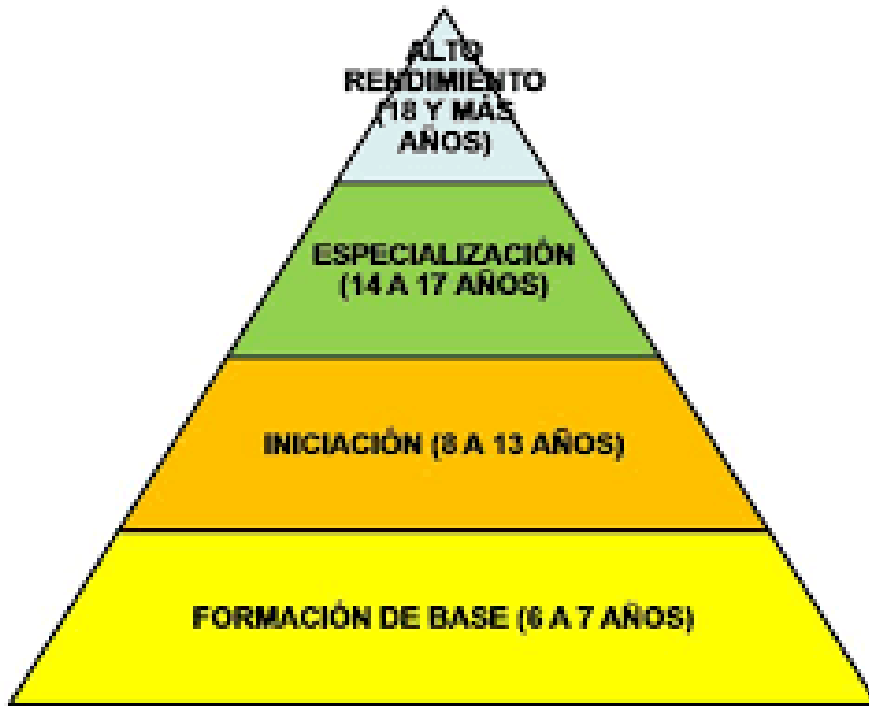 ALTO
RENDIMIENTO
(18 Y MÁS
AÑOS)
ESPECIALIZACIÓN
(14 A 17 AÑOS)
INICIACIÓN (8 A 13 AÑOS)
FORMACIÓN DE BASE (6 A 7 AÑOS)